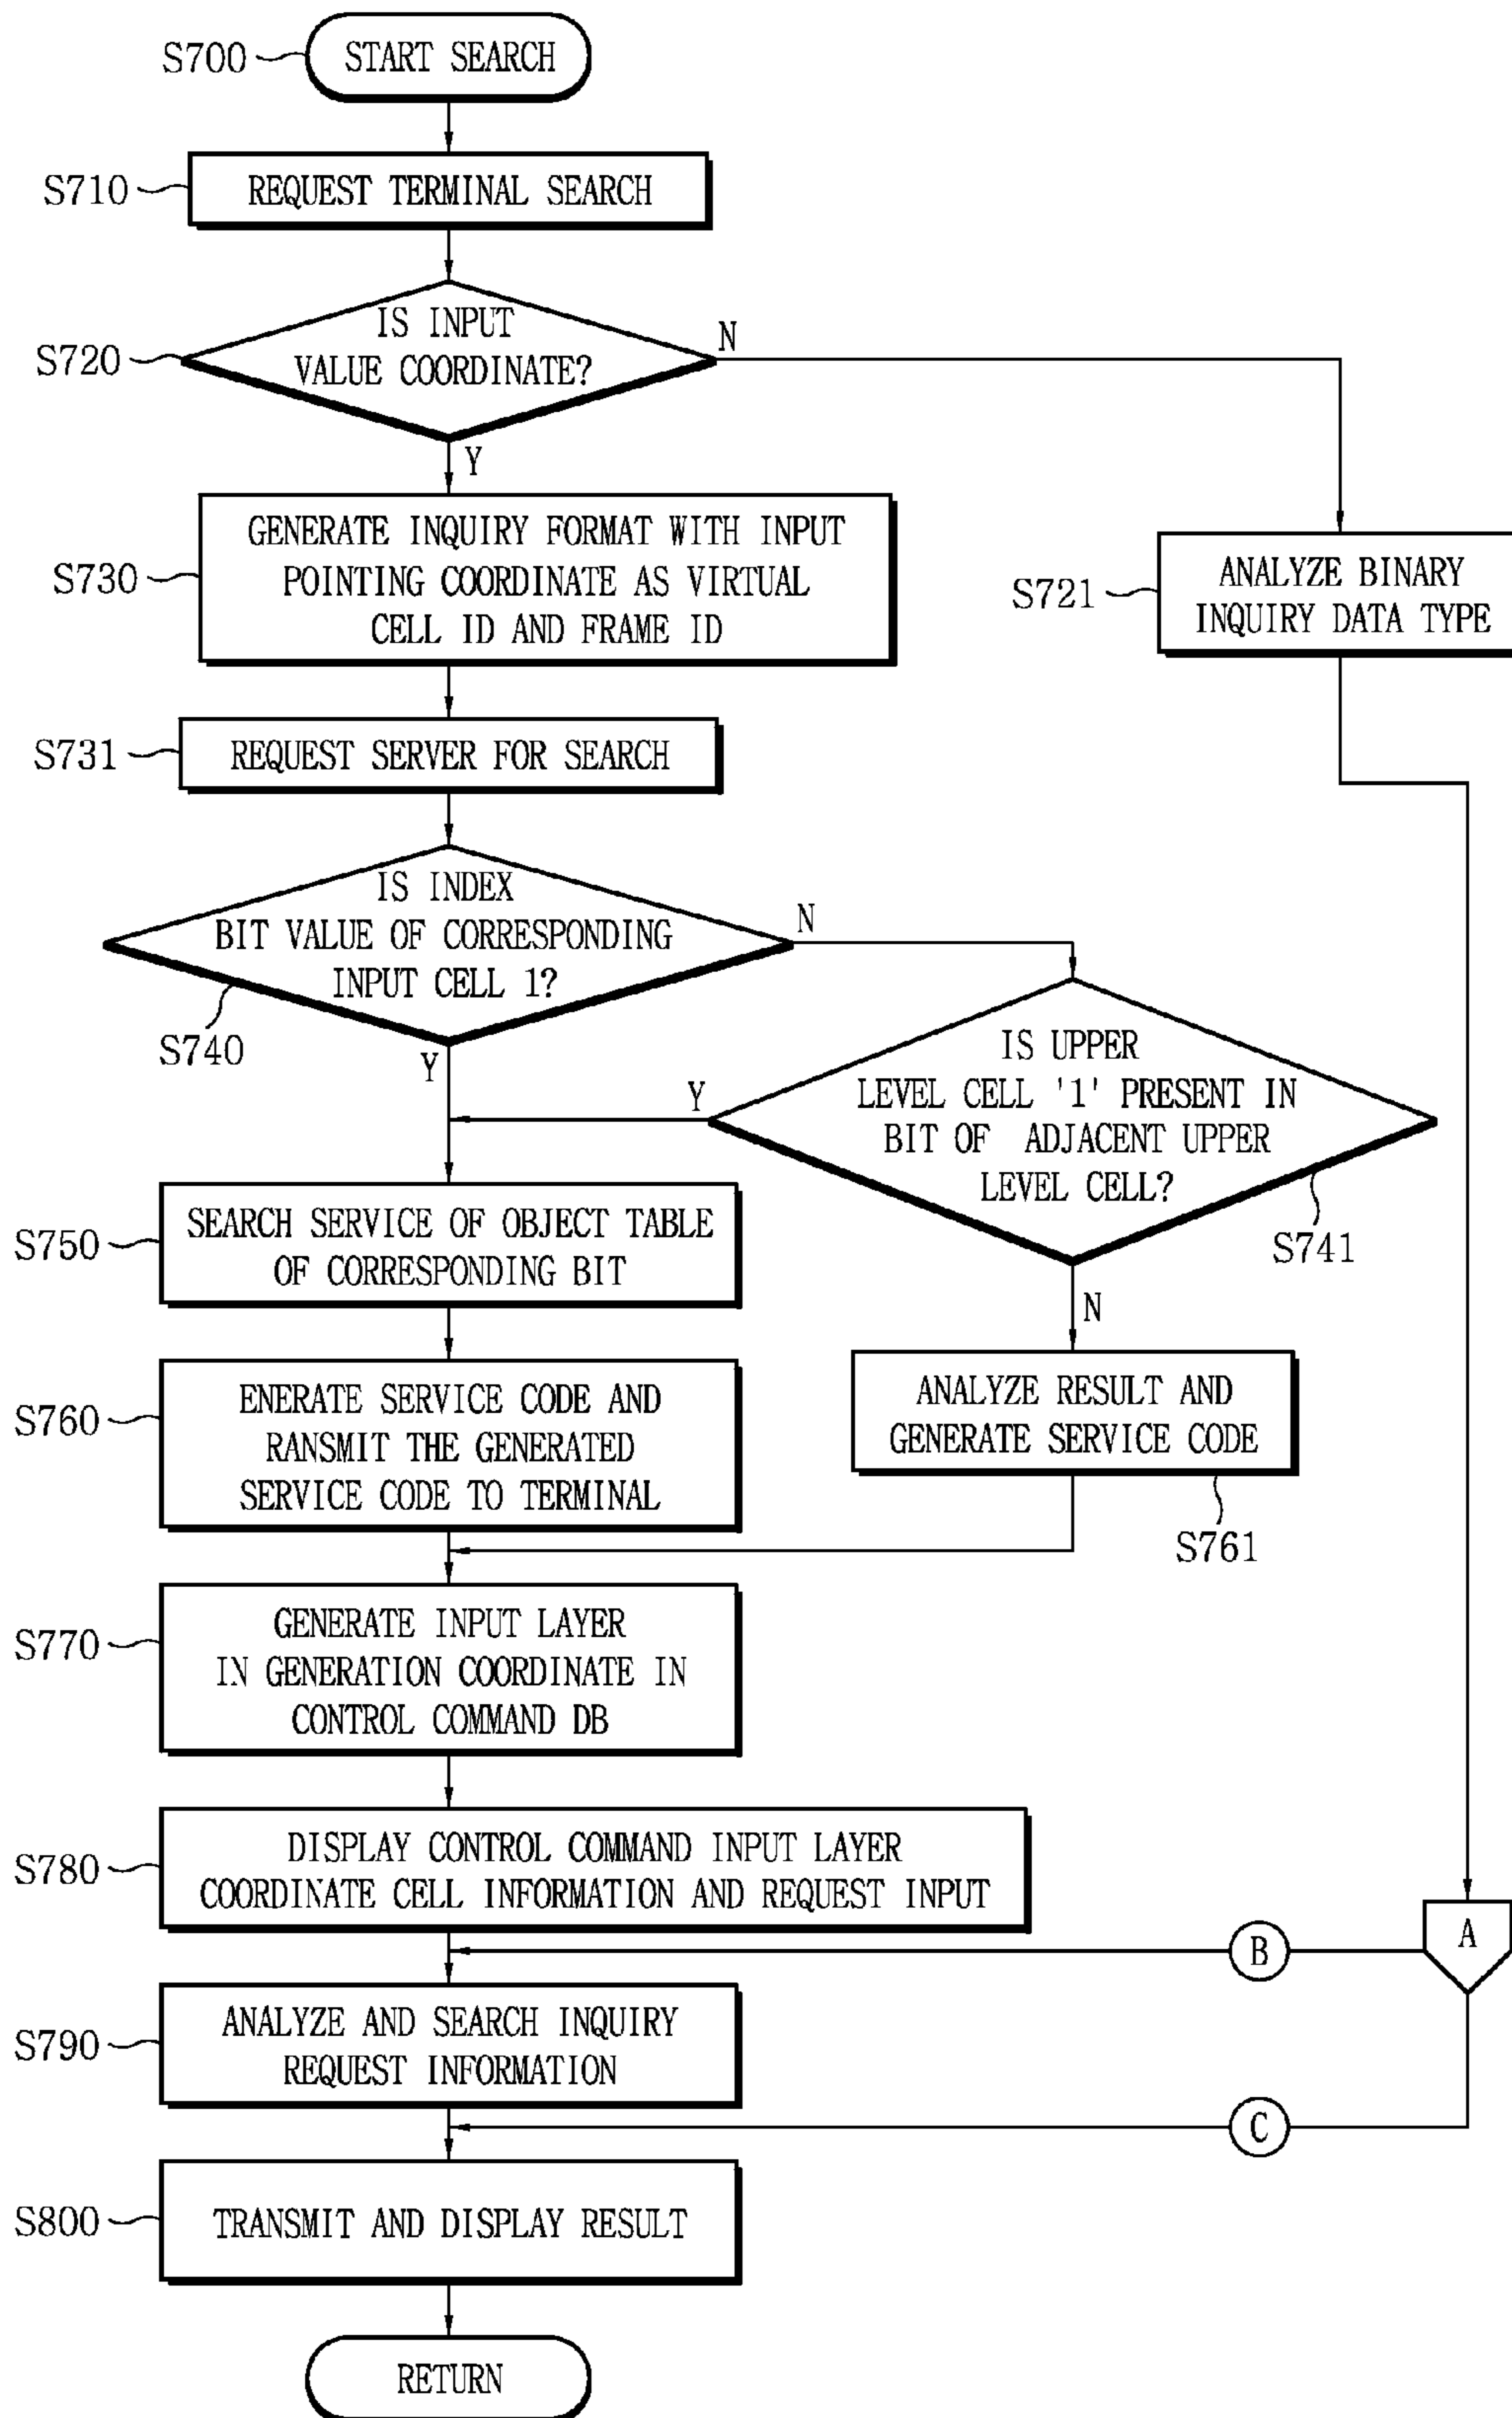 S700
START SEARCH
S710
REQUEST TERMINAL SEARCH
S720
IS INPUT
VALUE COORDINATE?
N
Y
S730
GENERATE INQUIRY FORMAT WITH INPUT
POINTING COORDINATE AS VIRTUAL
CELL ID AND FRAME ID
S721
ANALYZE BINARY
INQUIRY DATA TYPE
S731
REQUEST SERVER FOR SEARCH
IS INDEX
BIT VALUE OF CORRESPONDING
INPUT CELL 1?
N
S740
Y
IS UPPER
LEVEL CELL '1' PRESENT IN
BIT OF ADJACENT UPPER
LEVEL CELL?
Y
S741
N
S750
SEARCH SERVICE OF OBJECT TABLE
OF CORRESPONDING BIT
S760
ENERATE SERVICE CODE AND
RANSMIT THE GENERATED
SERVICE CODE TO TERMINAL
ANALYZE RESULT AND
GENERATE SERVICE CODE
S761
S770
GENERATE INPUT LAYER
IN GENERATION COORDINATE IN
CONTROL COMMAND DB
S780
DISPLAY CONTROL COMMAND INPUT LAYER
COORDINATE CELL INFORMATION AND REQUEST INPUT
A
B
S790
ANALYZE AND SEARCH INQUIRY
REQUEST INFORMATION
C
S800
TRANSMIT AND DISPLAY RESULT
RETURN